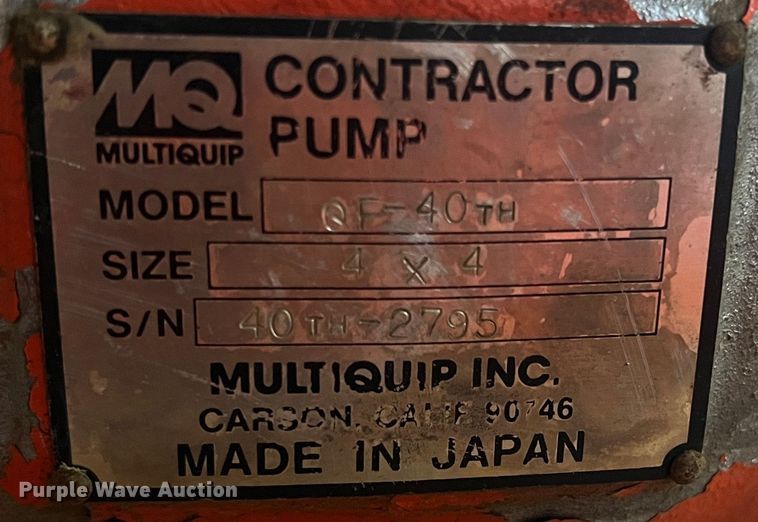 MQ CONTRACTOR
MULTIQUIP PUMP
MODEL QF-40TH
SIZE 4 x 4
S/N 40TH-2795
MULTIQUIP INC.
CARSON, CALIF 90746
MADE IN JAPAN
Purple Wave Auction